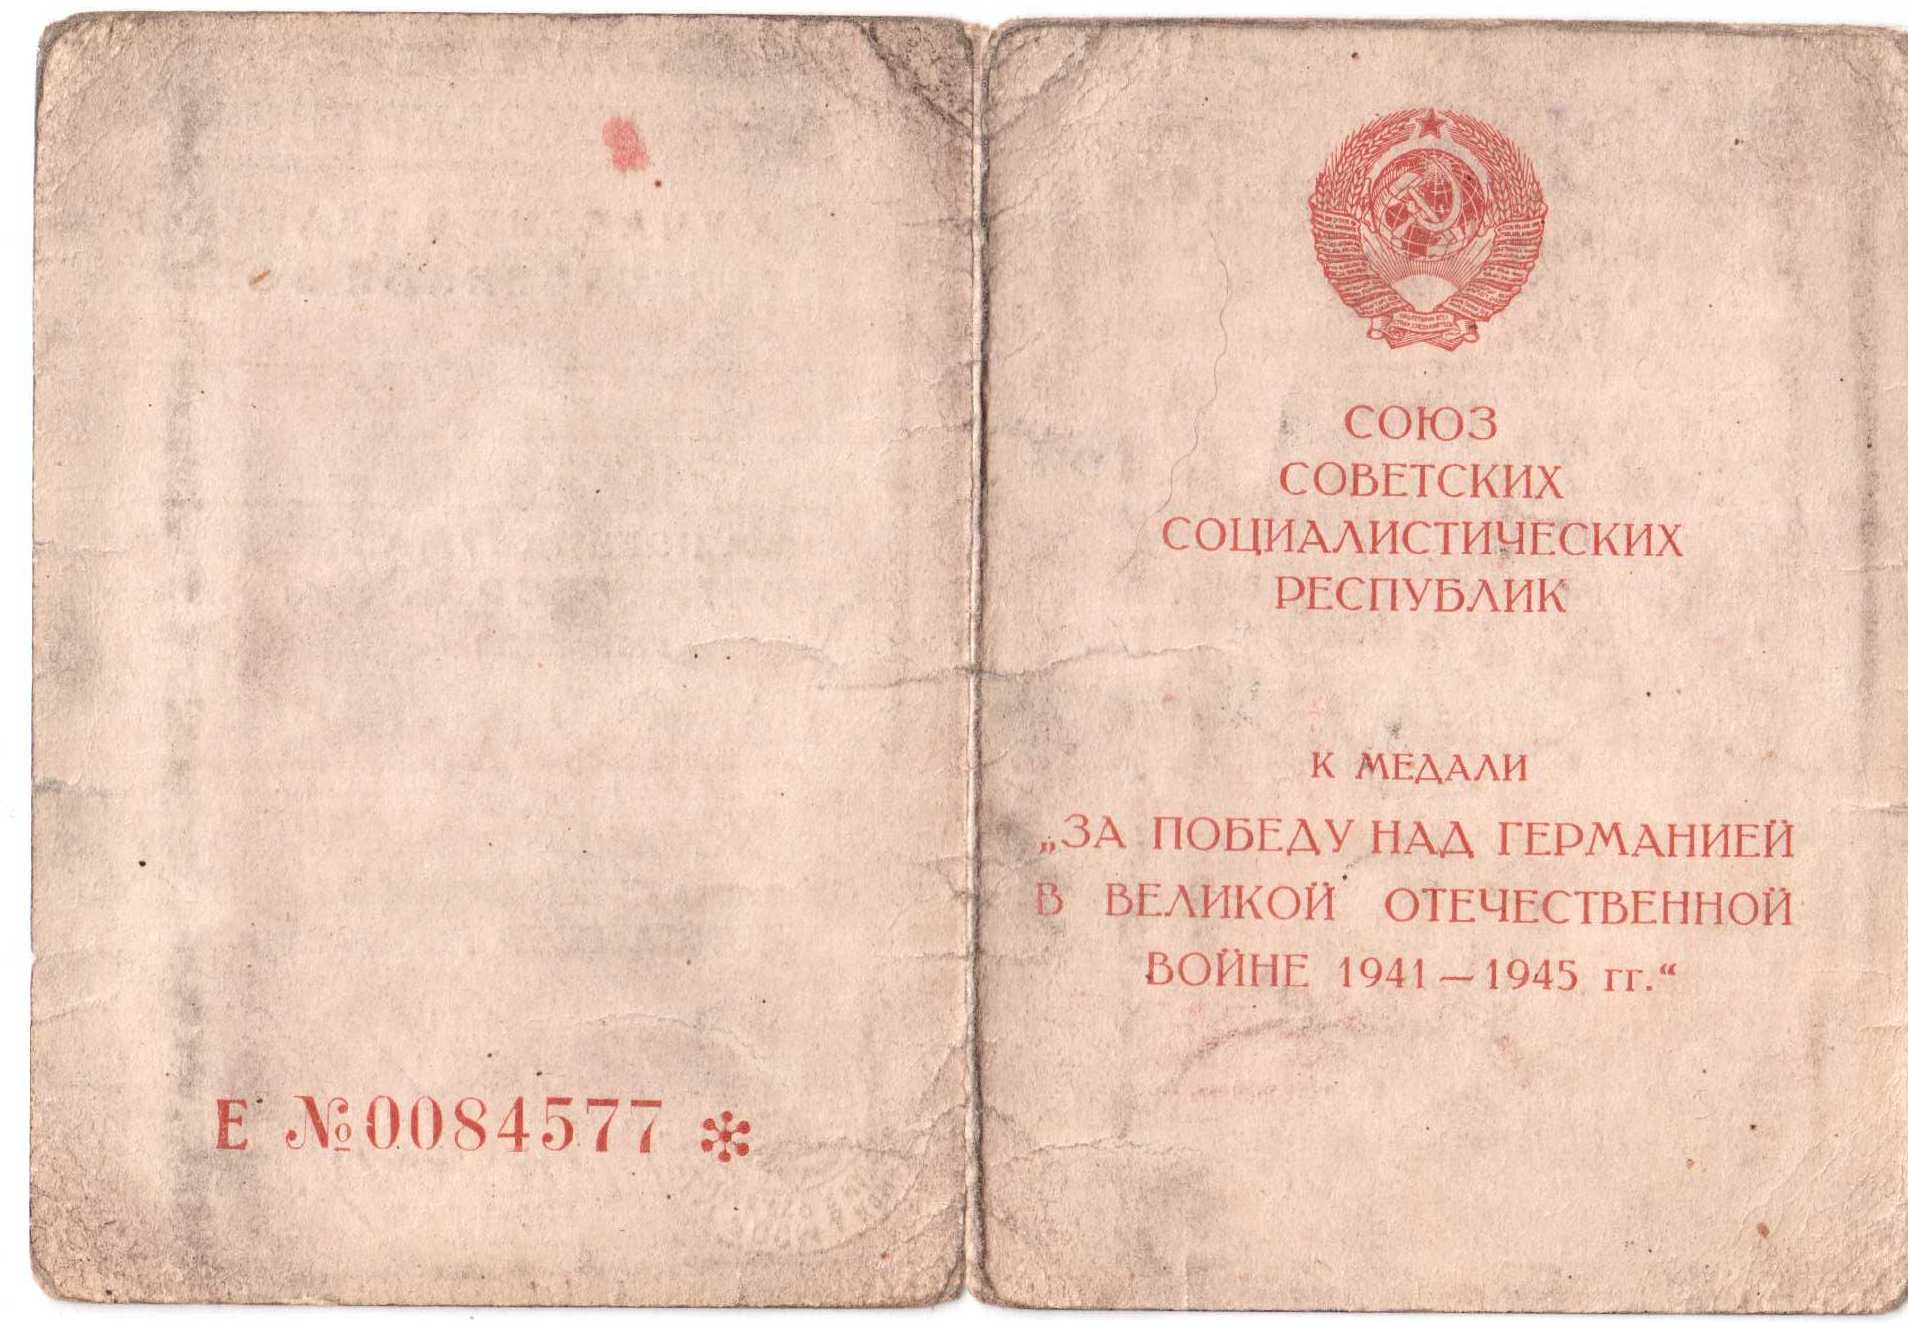 Е №0084577
СОЮЗ
СОВЕТСКИХ
СОЦИАЛИСТИЧЕСКИХ
РЕСПУБЛИК
К МЕДАЛИ
„ЗА ПОБЕДУ НАД ГЕРМАНИЕЙ
В ВЕЛИКОЙ ОТЕЧЕСТВЕННОЙ
ВОЙНЕ 1941 — 1945 гг.“